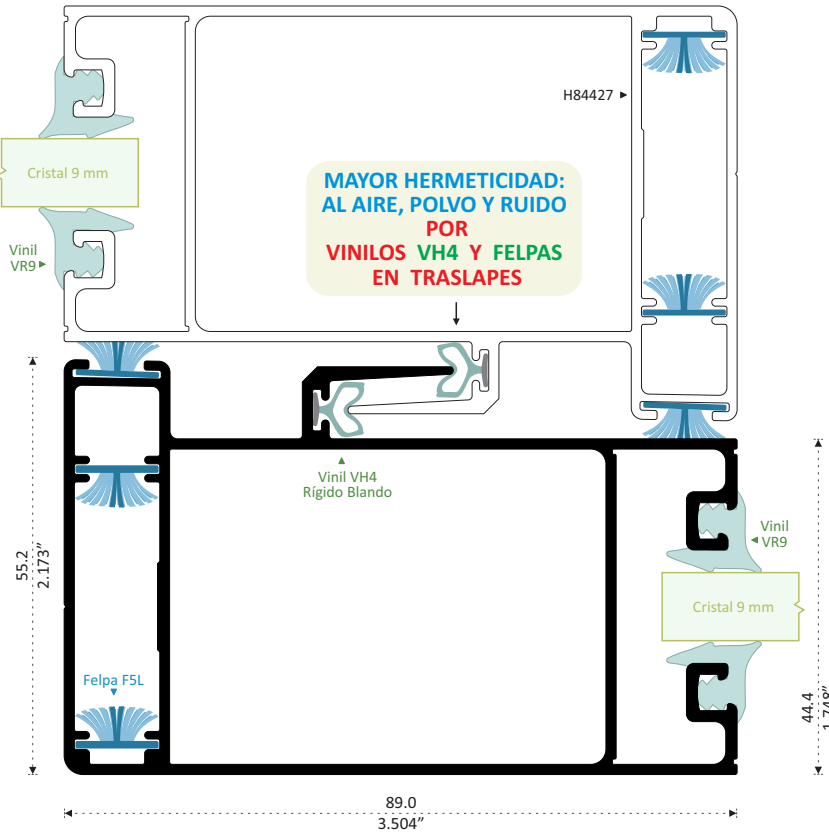 H84427 ►
Cristal 9 mm
MAYOR HERMETICIDAD:
AL AIRE, POLVO Y RUIDO
POR
VINILOS VH4 Y FELPAS
EN TRASLAPES
Vinil
VR9 ►
Vinil VH4
Rígido Blando
Vinil
VR9
55.2
2.173”
Cristal 9 mm
Felpa F5L
44.4
1.748”
89.0
3.504”